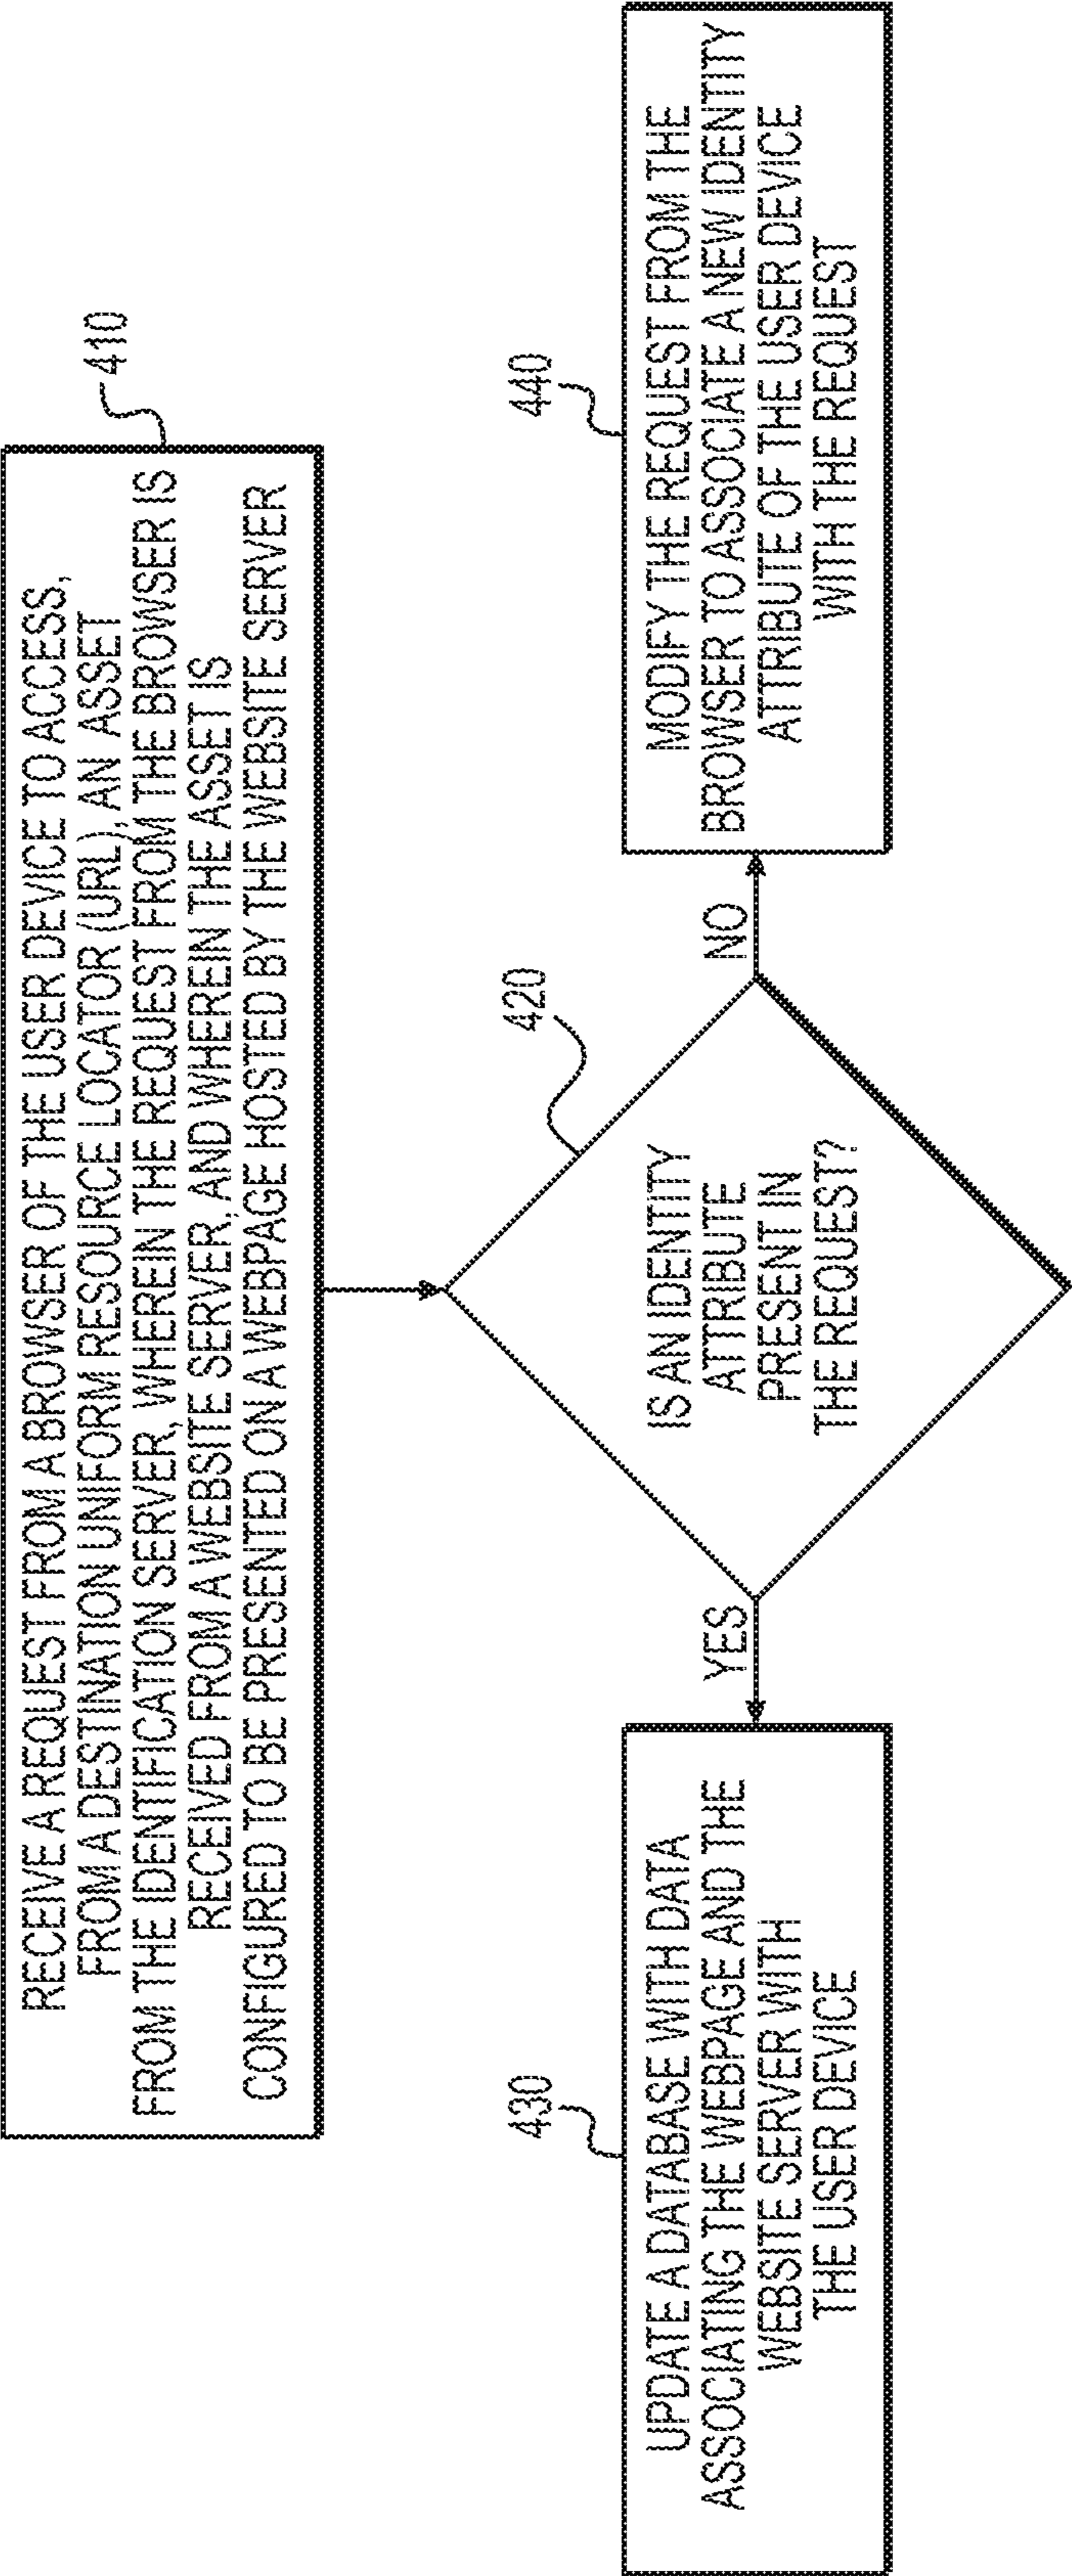 410
RECEIVE A REQUEST FROM A BROWSER OF THE USER DEVICE TO ACCESS,
FROM A DESTINATION UNIFORM RESOURCE LOCATOR (URL), AN ASSET
FROM THE IDENTIFICATION SERVER, WHEREIN THE REQUEST FROM THE BROWSER IS
RECEIVED FROM A WEBSITE SERVER, AND WHEREIN THE ASSET IS
CONFIGURED TO BE PRESENTED ON A WEBPAGE HOSTED BY THE WEBSITE SERVER
420
IS AN IDENTITY
ATTRIBUTE
PRESENT IN
THE REQUEST?
YES
NO
430
UPDATE A DATABASE WITH DATA
ASSOCIATING THE WEBPAGE AND THE
WEBSITE SERVER WITH
THE USER DEVICE
440
MODIFY THE REQUEST FROM THE
BROWSER TO ASSOCIATE A NEW IDENTITY
ATTRIBUTE OF THE USER DEVICE
WITH THE REQUEST